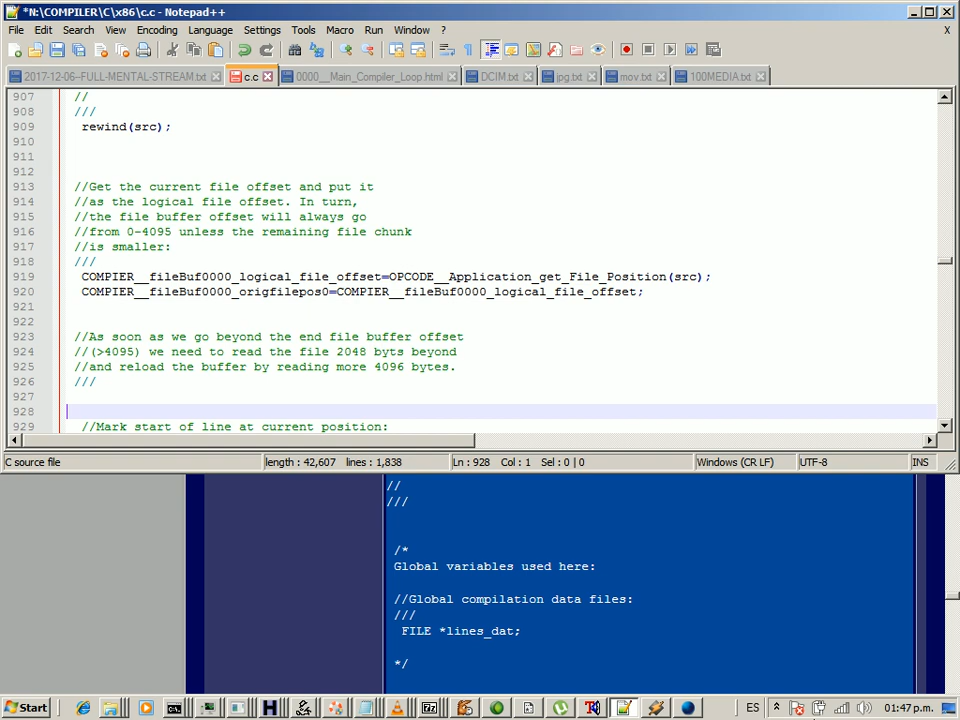 *N:\COMPILER\C\x86\c.c - Notepad++
File Edit Search View Encoding Language Settings Tools Macro Run Window ? X
2017-12-06--FULL-MENTAL-STREAM.txt c.c 0000__Main_Compiler_Loop.html DCIM.txt jpg.txt mov.txt 100MEDIA.txt
907 //
908 ///
909 rewind(src);
910
911
912
913 //Get the current file offset and put it
914 //as the logical file offset. In turn,
915 //the file buffer offset will always go
916 //from 0-4095 unless the remaining file chunk
917 //is smaller:
918 ///
919 COMPIER__fileBuf0000_logical_file_offset=OPCODE__Application_get_File_Position(src);
920 COMPIER__fileBuf0000_origfilepos0=COMPIER__fileBuf0000_logical_file_offset;
921
922
923 //As soon as we go beyond the end file buffer offset
924 //(>4095) we need to read the file 2048 byts beyond
925 //and reload the buffer by reading more 4096 bytes.
926 ///
927
928
929 //Mark start of line at current position:
C source file length : 42,607 lines : 1,838 Ln : 928 Col : 1 Sel : 0 | 0 Windows (CR LF) UTF-8 INS
//
///
/*
Global variables used here:
//Global compilation data files:
///
FILE *lines_dat;
*/
Start ES 01:47 p.m.